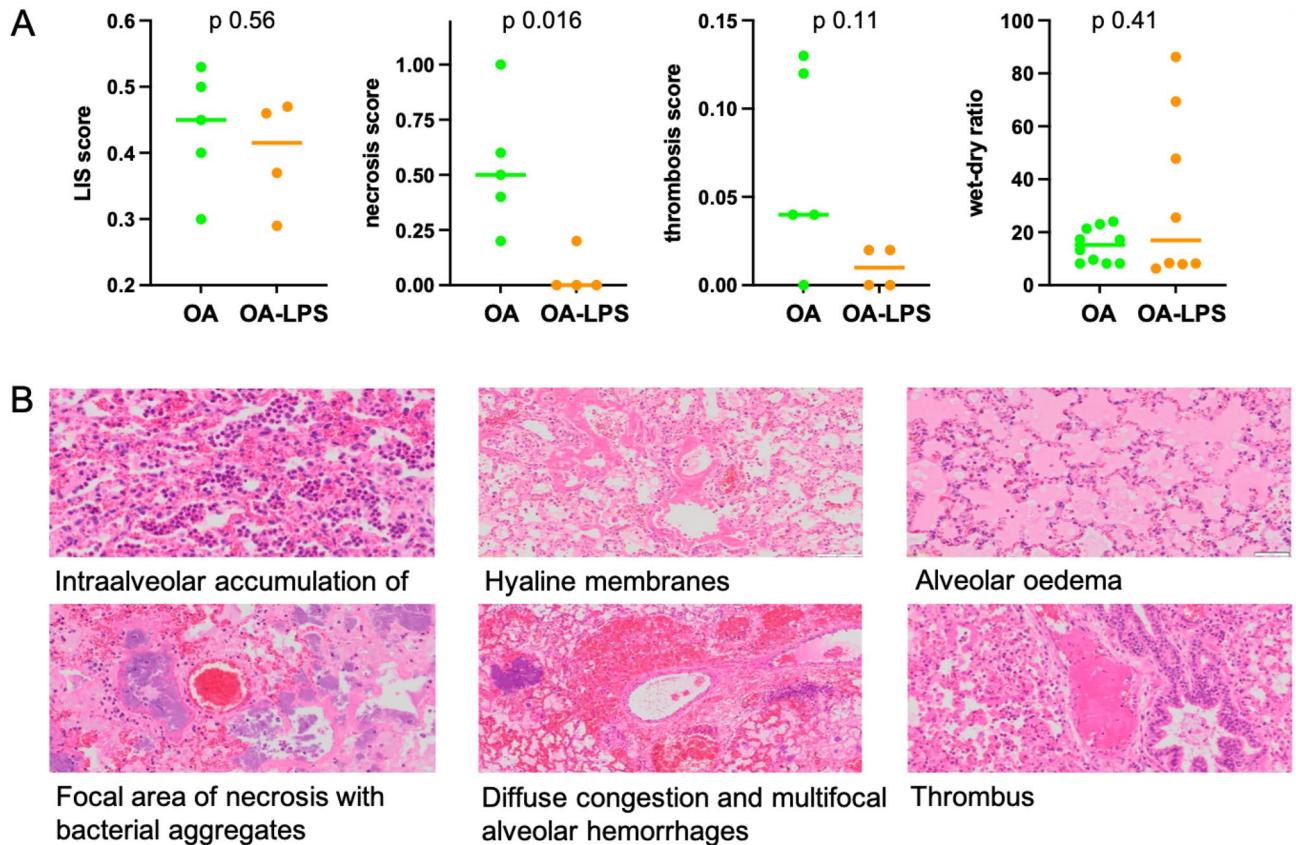 A
p 0.56
p 0.016
p 0.11
p 0.41
LIS score
0.6
0.5
0.4
0.3
0.2
OA
OA-LPS
necrosis score
1.00
0.75
0.50
0.25
0.00
OA
OA-LPS
thrombosis score
0.15
0.10
0.05
0.00
OA
OA-LPS
wet-dry ratio
100
80
60
40
20
0
OA
OA-LPS
B
Intraalveolar accumulation of
Hyaline membranes
Alveolar oedema
Focal area of necrosis with
bacterial aggregates
Diffuse congestion and multifocal
alveolar hemorrhages
Thrombus